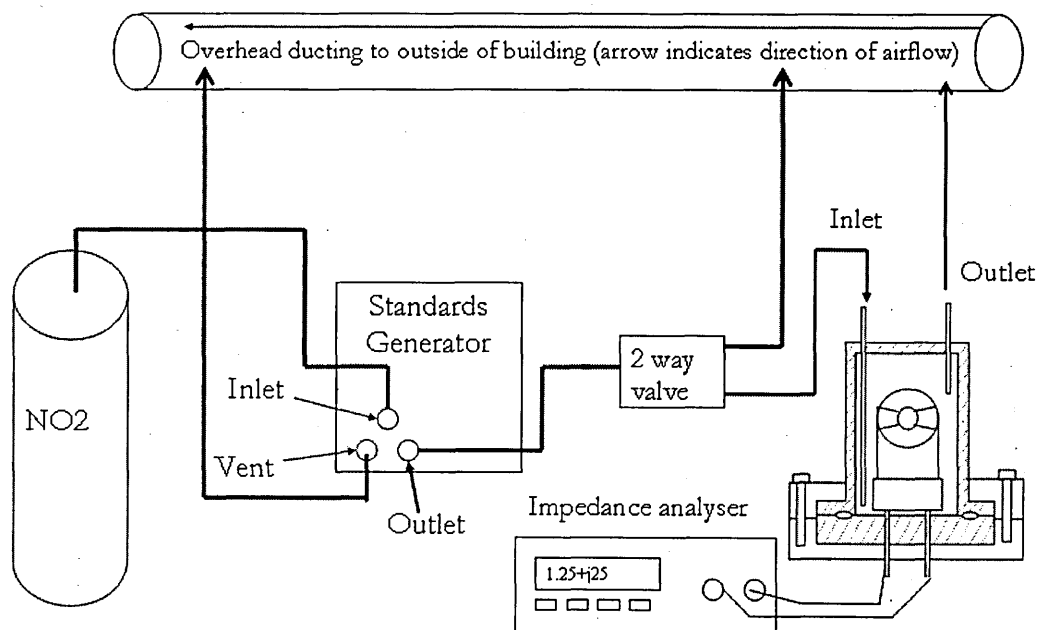 Overhead ducting to outside of building (arrow indicates direction of airflow)
Inlet
Outlet
Standards
Generator
2 way
valve
Inlet
NO2
Vent
Outlet
Impedance analyser
1.25+j25